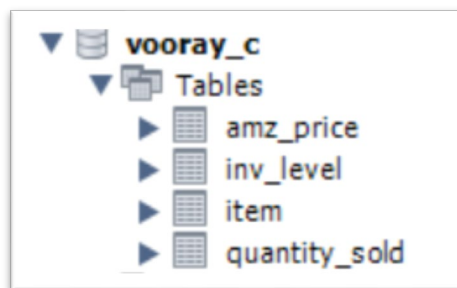 vooray_c
Tables
amz_price
inv_level
item
quantity_sold